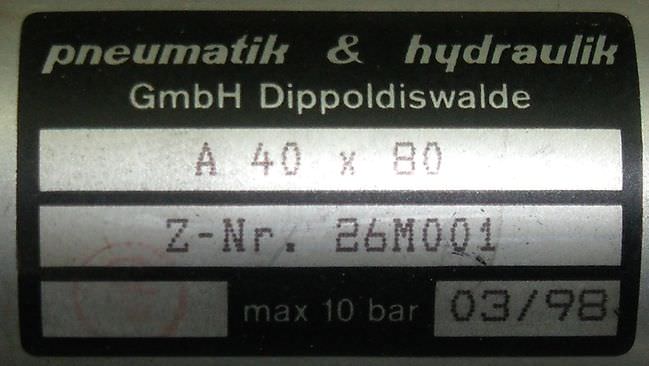 pneumatik & hydraulik
GmbH Dippoldiswalde
A 40 x 80
Z-Nr. 26M001
max 10 bar 03/98